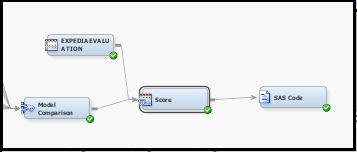 EXPEDIAEVALU
ATION
Model
Comparison
Score
SAS Code